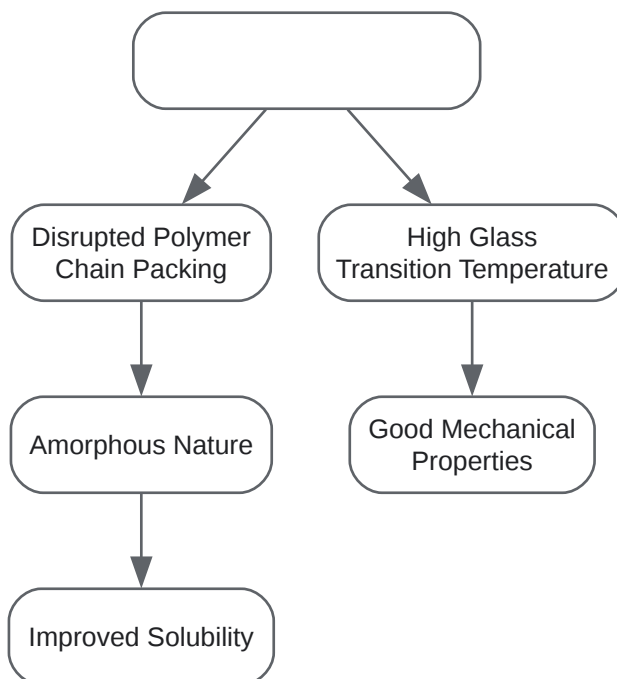 Disrupted Polymer
Chain Packing
High Glass
Transition Temperature
Amorphous Nature
Good Mechanical
Properties
Improved Solubility